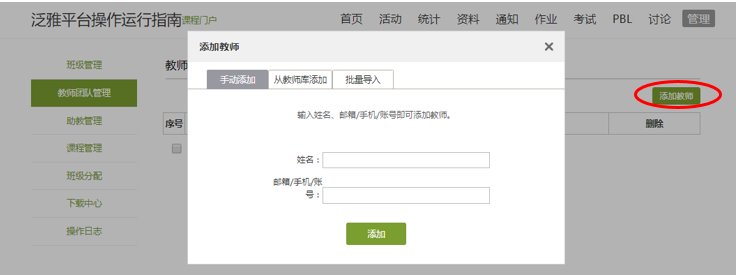 泛雅平台操作运行指南课程门户
首页 活动 统计 资料 通知 作业 考试 PBL 讨论 管理
班级管理
教师团队管理
助教管理
课程管理
班级分配
下载中心
操作日志
教师
添加教师
序号
删除
添加教师
手动添加 从教师库添加 批量导入
输入姓名、邮箱/手机/账号即可添加教师。
姓名：
邮箱/手机/账
号：
添加